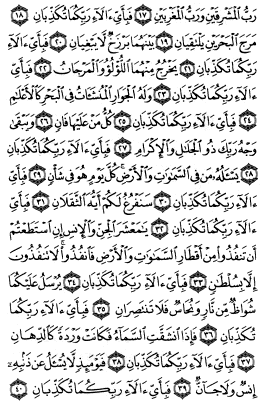 رَبُّ ٱلْمَشْرِقَيْنِ وَرَبُّ ٱلْمَغْرِبَيْنِ ١٧ فَبِأَيِّ ءَالَآءِ رَبِّكُمَا تُكَذِّبَانِ ١٨
مَرَجَ ٱلْبَحْرَيْنِ يَلْتَقِيَانِ ١٩ بَيْنَهُمَا بَرْزَخٌ لَّا يَبْغِيَانِ ٢٠ فَبِأَيِّ ءَالَآءِ
رَبِّكُمَا تُكَذِّبَانِ ٢١ يَخْرُجُ مِنْهُمَا ٱللُّؤْلُؤُ وَٱلْمَرْجَانُ ٢٢ فَبِأَيِّ
ءَالَآءِ رَبِّكُمَا تُكَذِّبَانِ ٢٣ وَلَهُ ٱلْجَوَارِ ٱلْمُنشَـَٔاتُ فِى ٱلْبَحْرِ كَٱلْأَعْلَٰمِ
٢٤ فَبِأَيِّ ءَالَآءِ رَبِّكُمَا تُكَذِّبَانِ ٢٥ كُلُّ مَنْ عَلَيْهَا فَانٍ ٢٦ وَيَبْقَىٰ
وَجْهُ رَبِّكَ ذُو ٱلْجَلَٰلِ وَٱلْإِكْرَامِ ٢٧ فَبِأَيِّ ءَالَآءِ رَبِّكُمَا تُكَذِّبَانِ
٢٨ يَسْـَٔلُهُۥ مَن فِى ٱلسَّمَٰوَٰتِ وَٱلْأَرْضِ كُلَّ يَوْمٍ هُوَ فِى شَأْنٍ ٢٩ فَبِأَيِّ
ءَالَآءِ رَبِّكُمَا تُكَذِّبَانِ ٣٠ سَنَفْرُغُ لَكُمْ أَيُّهَ ٱلثَّقَلَانِ ٣١ فَبِأَيِّ
ءَالَآءِ رَبِّكُمَا تُكَذِّبَانِ ٣٢ يَٰمَعْشَرَ ٱلْجِنِّ وَٱلْإِنسِ إِنِ ٱسْتَطَعْتُمْ
أَن تَنفُذُوا۟ مِنْ أَقْطَارِ ٱلسَّمَٰوَٰتِ وَٱلْأَرْضِ فَٱنفُذُوا۟ لَا تَنفُذُونَ
إِلَّا بِسُلْطَٰنٍ ٣٣ فَبِأَيِّ ءَالَآءِ رَبِّكُمَا تُكَذِّبَانِ ٣٤ يُرْسَلُ عَلَيْكُمَا
شُوَاظٌ مِّن نَّارٍ وَنُحَاسٌ فَلَا تَنتَصِرَانِ ٣٥ فَبِأَيِّ ءَالَآءِ رَبِّكُمَا
تُكَذِّبَانِ ٣٦ فَإِذَا ٱنشَقَّتِ ٱلسَّمَآءُ فَكَانَتْ وَرْدَةً كَٱلدِّهَانِ
٣٧ فَبِأَيِّ ءَالَآءِ رَبِّكُمَا تُكَذِّبَانِ ٣٨ فَيَوْمَئِذٍ لَّا يُسْـَٔلُ عَن ذَنۢبِهِۦٓ
إِنسٌ وَلَا جَآنٌّ ٣٩ فَبِأَيِّ ءَالَآءِ رَبِّكُمَا تُكَذِّبَانِ ٤٠